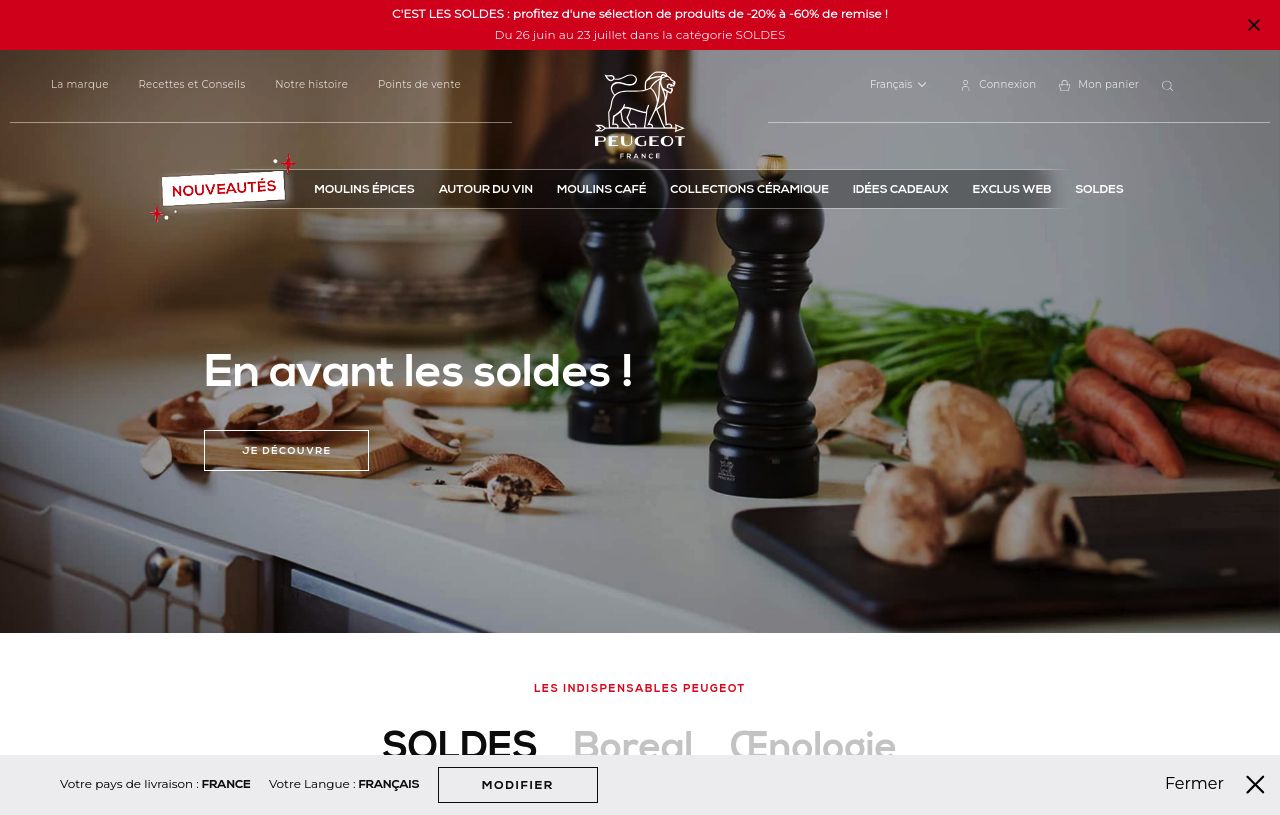 C'EST LES SOLDES : profitez d'une sélection de produits de -20% à -60% de remise !
Du 26 juin au 23 juillet dans la catégorie SOLDES
La marque
Recettes et Conseils
Notre histoire
Points de vente
PEUGEOT
FRANCE
Français
Connexion
Mon panier
NOUVEAUTÉS
MOULINS ÉPICES
AUTOUR DU VIN
MOULINS CAFÉ
COLLECTIONS CÉRAMIQUE
IDÉES CADEAUX
EXCLUS WEB
SOLDES
En avant les soldes !
JE DÉCOUVRE
LES INDISPENSABLES PEUGEOT
SOLDES
Boreal
Œnologie
Votre pays de livraison : FRANCE
Votre Langue : FRANÇAIS
MODIFIER
Fermer